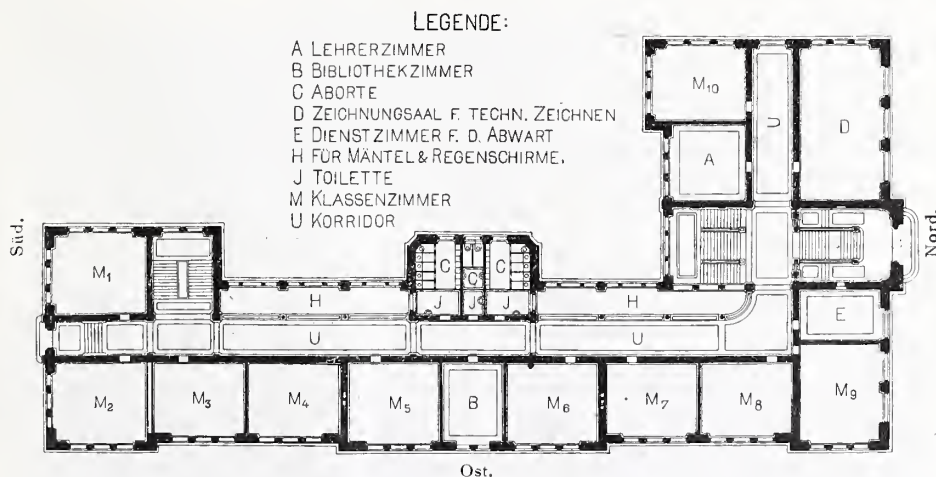 LEGENDE:
A LEHRERZIMMER
B BIBLIOTHEKZIMMER
C ABORTE
D ZEICHNUNGSAAL F. TECHN. ZEICHNEN
E DIENSTZIMMER F. D. ABWART
H FÜR MÄNTEL & REGENSCHIRME.
J TOILETTE
M KLASSENZIMMER
U KORRIDOR
M10
U
D
A
Süd.
Nord.
M1
C
C
C
H
J
J
J
H
E
U
U
M2
M3
M4
M5
B
M6
M7
M8
M9
Ost.